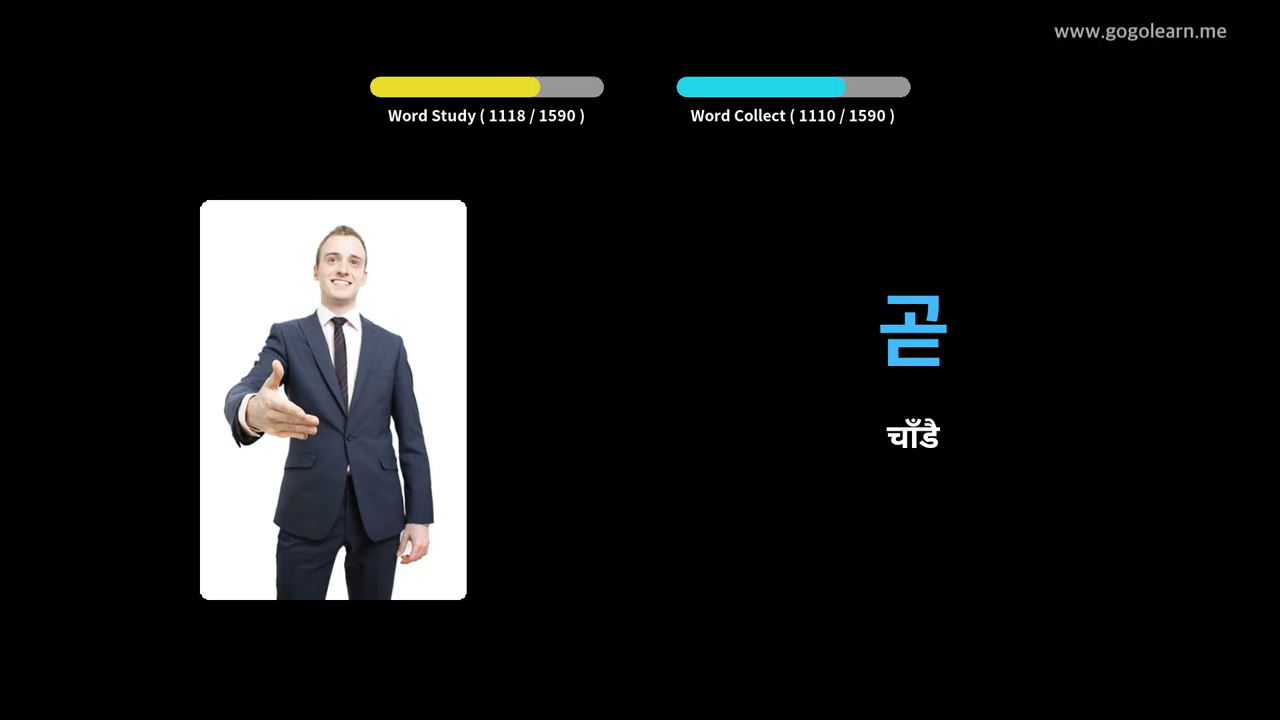 www.gogolearn.me
Word Study ( 1118 / 1590 )
Word Collect ( 1110 / 1590 )
곧
चाँडै